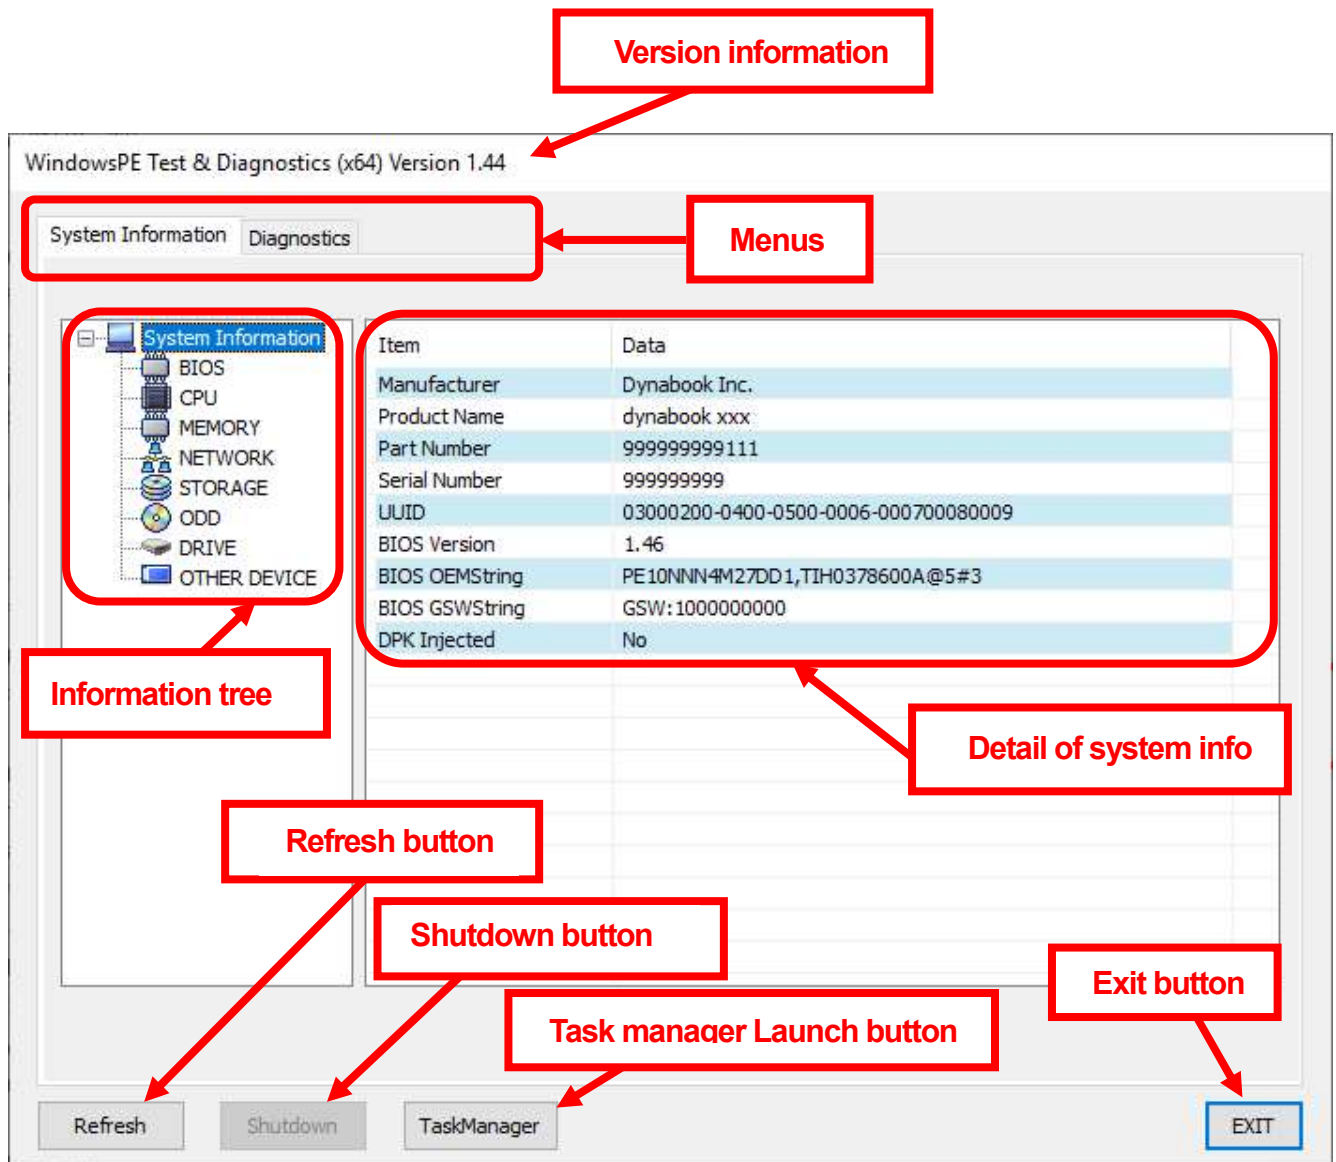 Version information
WindowsPE Test & Diagnostics (x64) Version 1.44
System Information Diagnostics
Menus
System Information
BIOS
CPU
MEMORY
NETWORK
STORAGE
ODD
DRIVE
OTHER DEVICE
Item Data
Manufacturer Dynabook Inc.
Product Name dynabook xxx
Part Number 999999999111
Serial Number 999999999
UUID 03000200-0400-0500-0006-000700080009
BIOS Version 1.46
BIOS OEMString PE10NNN4M27DD1,TIH0378600A@5#3
BIOS GSWString GSW:1000000000
DPK Injected No
Information tree
Detail of system info
Refresh button
Shutdown button
Exit button
Task manager Launch button
Refresh Shutdown TaskManager EXIT